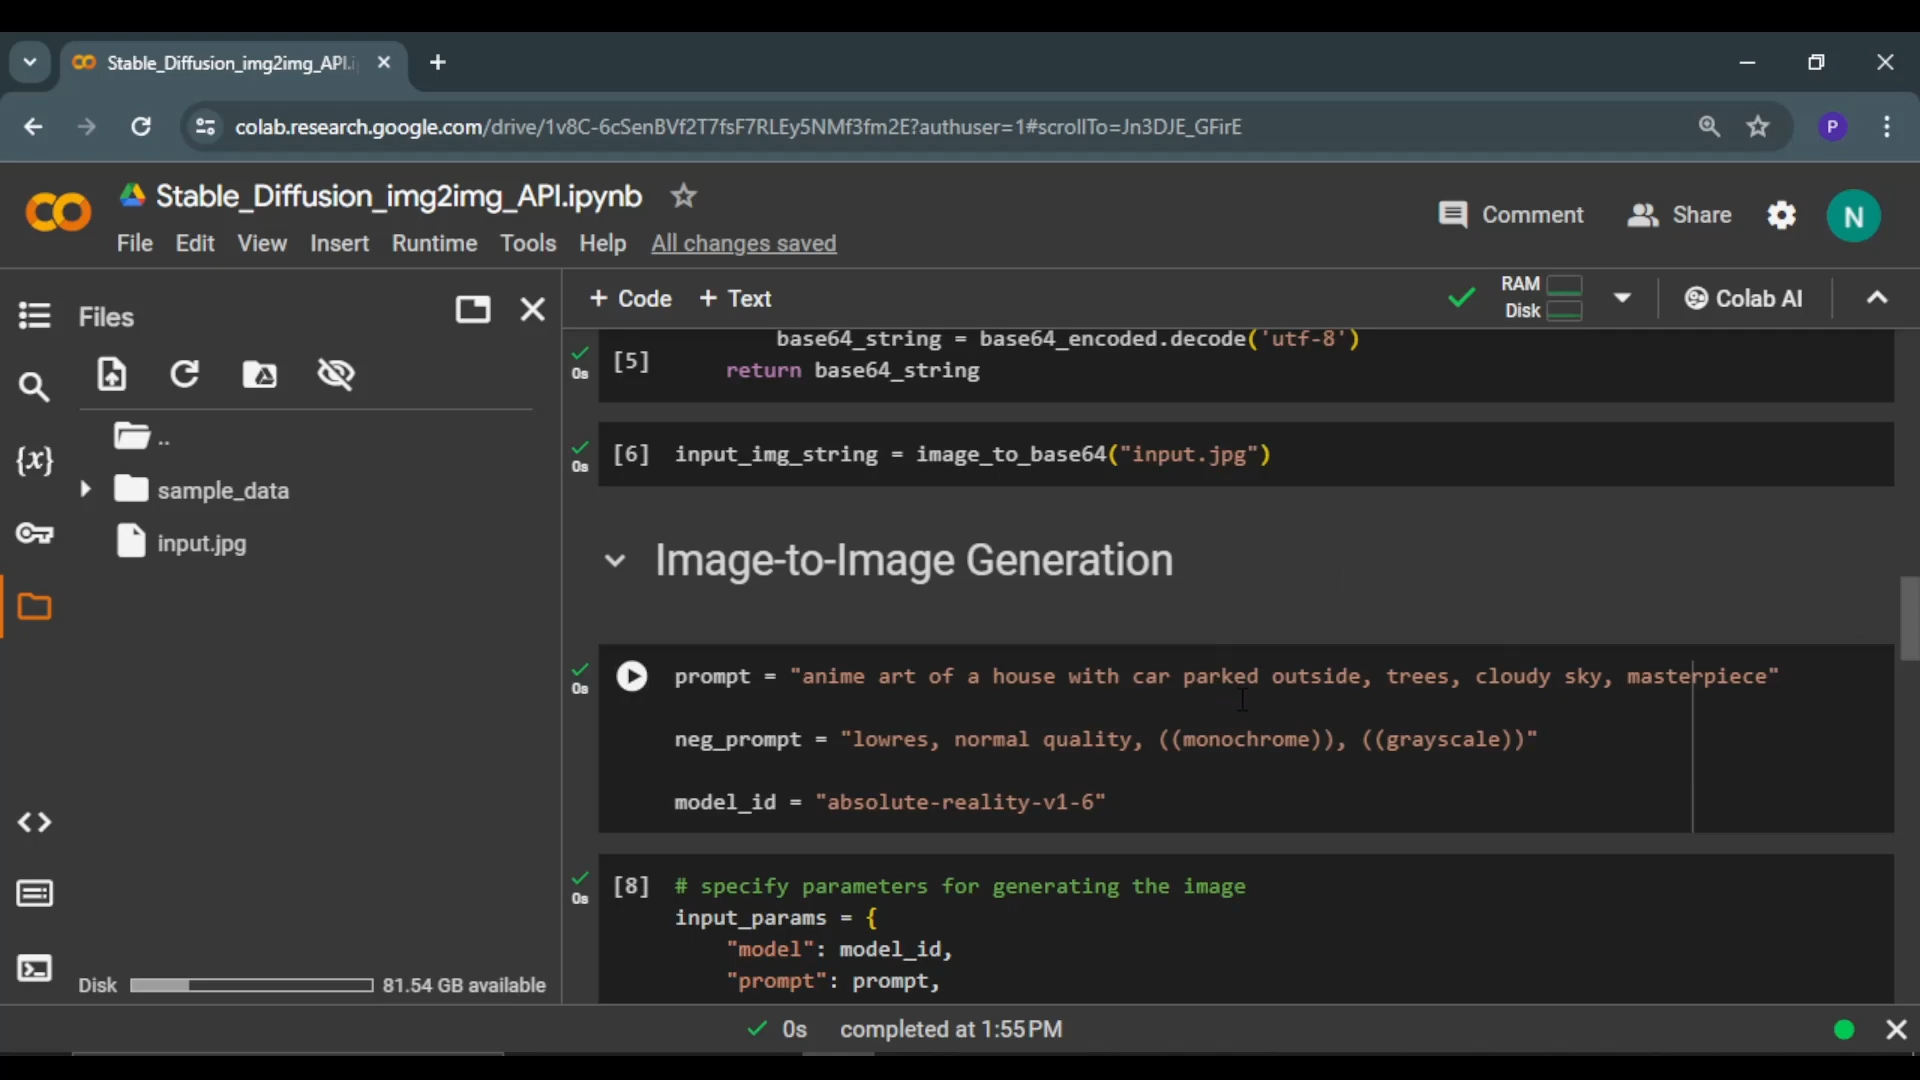 Stable_Diffusion_img2img_API.i
colab.research.google.com/drive/1v8C-6cSenBVf2T7fsF7RLEy5NMf3fm2E?authuser=1#scrollTo=Jn3DJE_GFirE
P
Stable_Diffusion_img2img_API.ipynb
File Edit View Insert Runtime Tools Help All changes saved
Comment Share N
Files
+ Code + Text
RAM
Disk
Colab AI
..
sample_data
input.jpg
{x}
Disk 81.54 GB available
base64_string = base64_encoded.decode('utf-8')
0s [5] return base64_string
0s [6] input_img_string = image_to_base64("input.jpg")
Image-to-Image Generation
0s prompt = "anime art of a house with car parked outside, trees, cloudy sky, masterpiece"
neg_prompt = "lowres, normal quality, ((monochrome)), ((grayscale))"
model_id = "absolute-reality-v1-6"
0s [8] # specify parameters for generating the image
input_params = {
"model": model_id,
"prompt": prompt,
0s completed at 1:55 PM